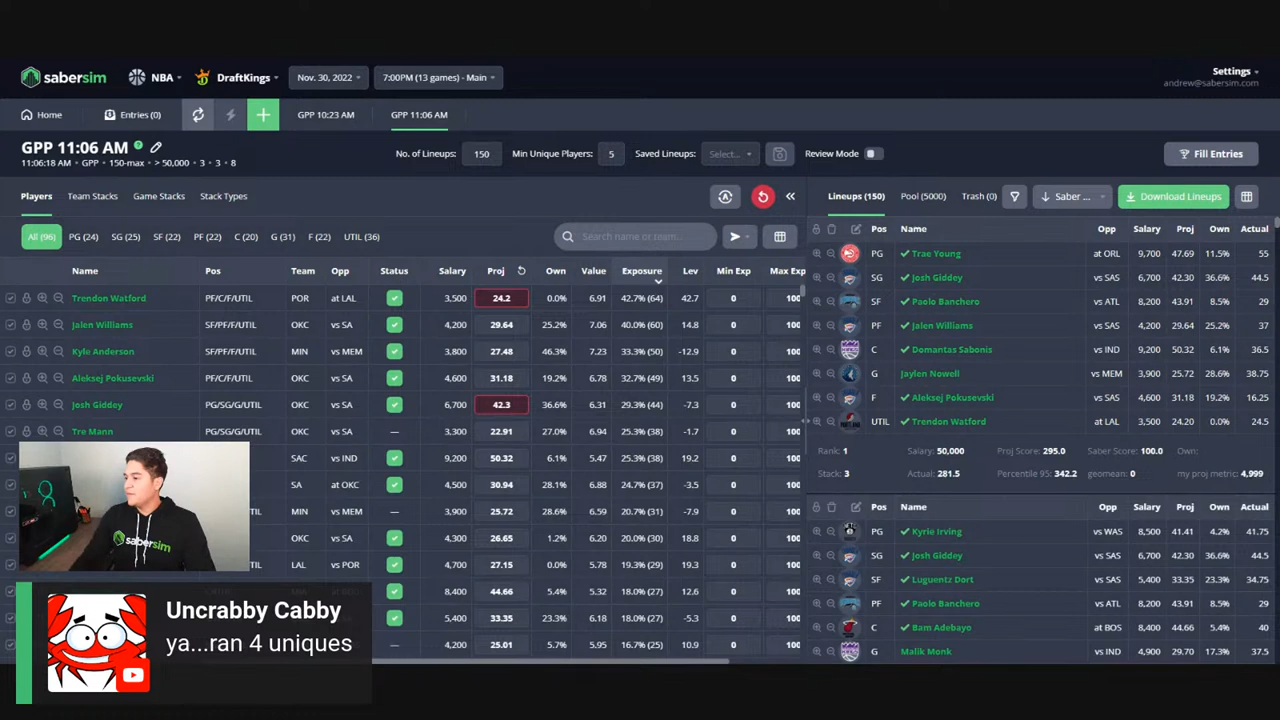 sabersim NBA DraftKings Nov. 30, 2022 7:00PM (13 games) - Main Settings
andrew@sabersim.com
Home Entries (0) GPP 10:23 AM GPP 11:06 AM
GPP 11:06 AM ? No. of Lineups: 150 Min Unique Players: 5 Saved Lineups: Select... Review Mode Fill Entries
11:06:18 AM • GPP • 150-max • > 50,000 • 3 • 3 • 8
Players Team Stacks Game Stacks Stack Types
All (96) PG (24) SG (25) SF (22) PF (22) C (20) G (31) F (22) UTIL (36) Search name or team...
Name Pos Team Opp Status Salary Proj Own Value Exposure Lev Min Exp Max Exp
Trendon Watford PF/C/F/UTIL POR at LAL 3,500 24.2 0.0% 6.91 42.7% (64) 42.7 0 100
Jalen Williams SF/PF/F/UTIL OKC vs SA 4,200 29.64 25.2% 7.06 40.0% (60) 14.8 0 100
Kyle Anderson SF/PF/F/UTIL MIN vs MEM 3,800 27.48 46.3% 7.23 33.3% (50) -12.9 0 100
Aleksej Pokusevski PF/C/F/UTIL OKC vs SA 4,600 31.18 19.2% 6.78 32.7% (49) 13.5 0 100
Josh Giddey PG/SG/G/UTIL OKC vs SA 6,700 42.3 36.6% 6.31 29.3% (44) -7.3 0 100
Tre Mann PG/SG/G/UTIL OKC vs SA — 3,300 22.91 27.0% 6.94 25.3% (38) -1.7 0 100
SAC vs IND 9,200 50.32 6.1% 5.47 25.3% (38) 19.2 0 100
SA at OKC 4,500 30.94 28.1% 6.88 24.7% (37) -3.5 0 100
MIN vs MEM — 3,900 25.72 28.6% 6.59 20.7% (31) -7.9 0 100
OKC vs SA 4,300 26.65 1.2% 6.20 20.0% (30) 18.8 0 100
LAL vs POR 4,700 27.15 0.0% 5.78 19.3% (29) 19.3 0 100
8,400 44.66 5.4% 5.32 18.0% (27) 12.6 0 100
5,400 33.35 23.3% 6.18 18.0% (27) -5.3 0 100
— 4,200 25.01 5.7% 5.95 16.7% (25) 10.9 0 100
Lineups (150) Pool (5000) Trash (0) Saber ... Download Lineups
Pos Name Opp Salary Proj Own Actual
PG Trae Young at ORL 9,700 47.69 11.5% 55
SG Josh Giddey vs SAS 6,700 42.30 36.6% 44.5
SF Paolo Banchero vs ATL 8,200 43.91 8.5% 29
PF Jalen Williams vs SAS 4,200 29.64 25.2% 37
C Domantas Sabonis vs IND 9,200 50.32 6.1% 36.5
G Jaylen Nowell vs MEM 3,900 25.72 28.6% 38.75
F Aleksej Pokusevski vs SAS 4,600 31.18 19.2% 16.25
UTIL Trendon Watford at LAL 3,500 24.20 0.0% 24.5
Rank: 1 Salary: 50,000 Proj Score: 295.0 Saber Score: 100.0 Own:
Stack: 3 Actual: 281.5 Percentile 95: 342.2 geomean: 0 my proj metric: 4,999
Pos Name Opp Salary Proj Own Actual
PG Kyrie Irving vs WAS 8,500 41.41 4.2% 41.75
SG Josh Giddey vs SAS 6,700 42.30 36.6% 44.5
SF Luguentz Dort vs SAS 5,400 33.35 23.3% 34.75
PF Paolo Banchero vs ATL 8,200 43.91 8.5% 29
C Bam Adebayo at BOS 8,400 44.66 5.4% 40
G Malik Monk vs IND 4,900 29.70 17.3% 37.5
sabersim
Uncrabby Cabby
ya...ran 4 uniques